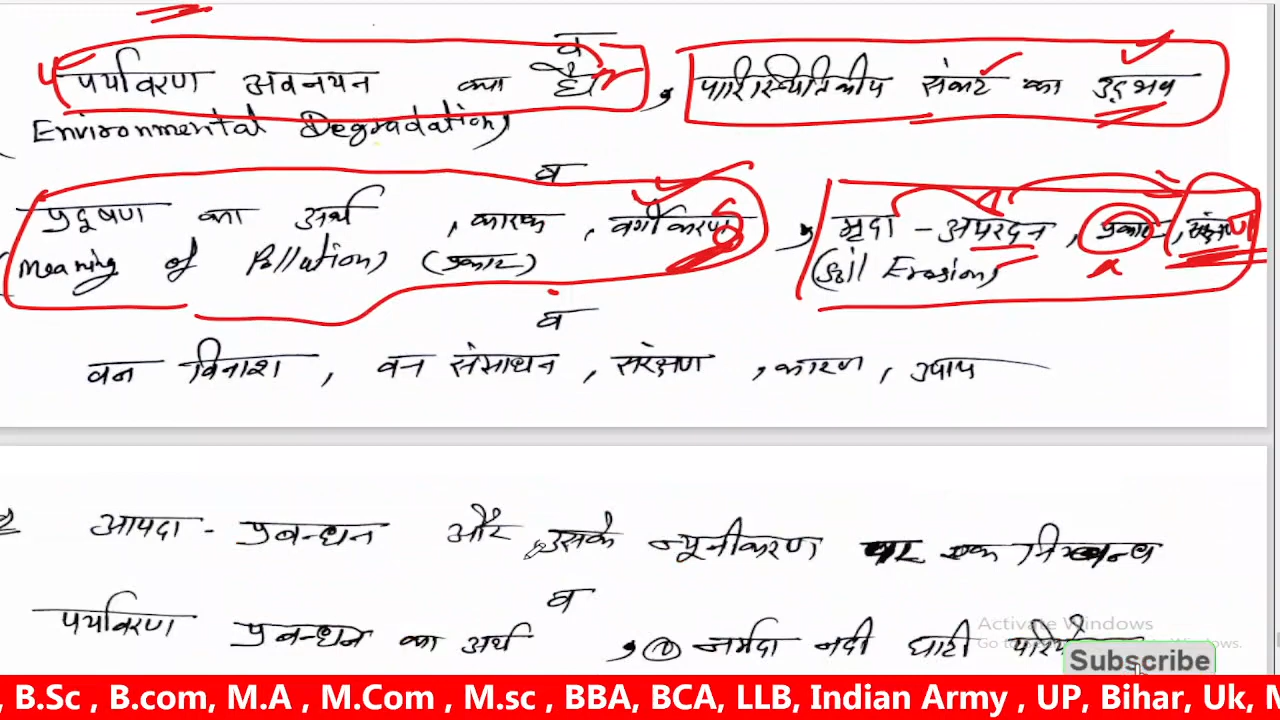 व
पर्यावरण अवनयन क्या है, पारिस्थितिकीय संकट का उद्भव
(Environmental Degradation)
व
प्रदूषण का अर्थ, कारक, वर्गीकरण, मृदा - अपरदन, प्रकार, संरक्षण
(Meaning of Pollution) (प्रकार) (Soil Erosion)
व
वन विनाश, वन संसाधन, संरक्षण, कारण, उपाय
आपदा - प्रबन्धन और उसके न्यूनीकरण पर एक निबन्ध
व
पर्यावरण प्रबन्धन का अर्थ, ① नर्मदा नदी घाटी
Activate Windows
Subscribe
, B.Sc , B.com, M.A , M.Com , M.sc , BBA, BCA, LLB, Indian Army , UP, Bihar, Uk, M